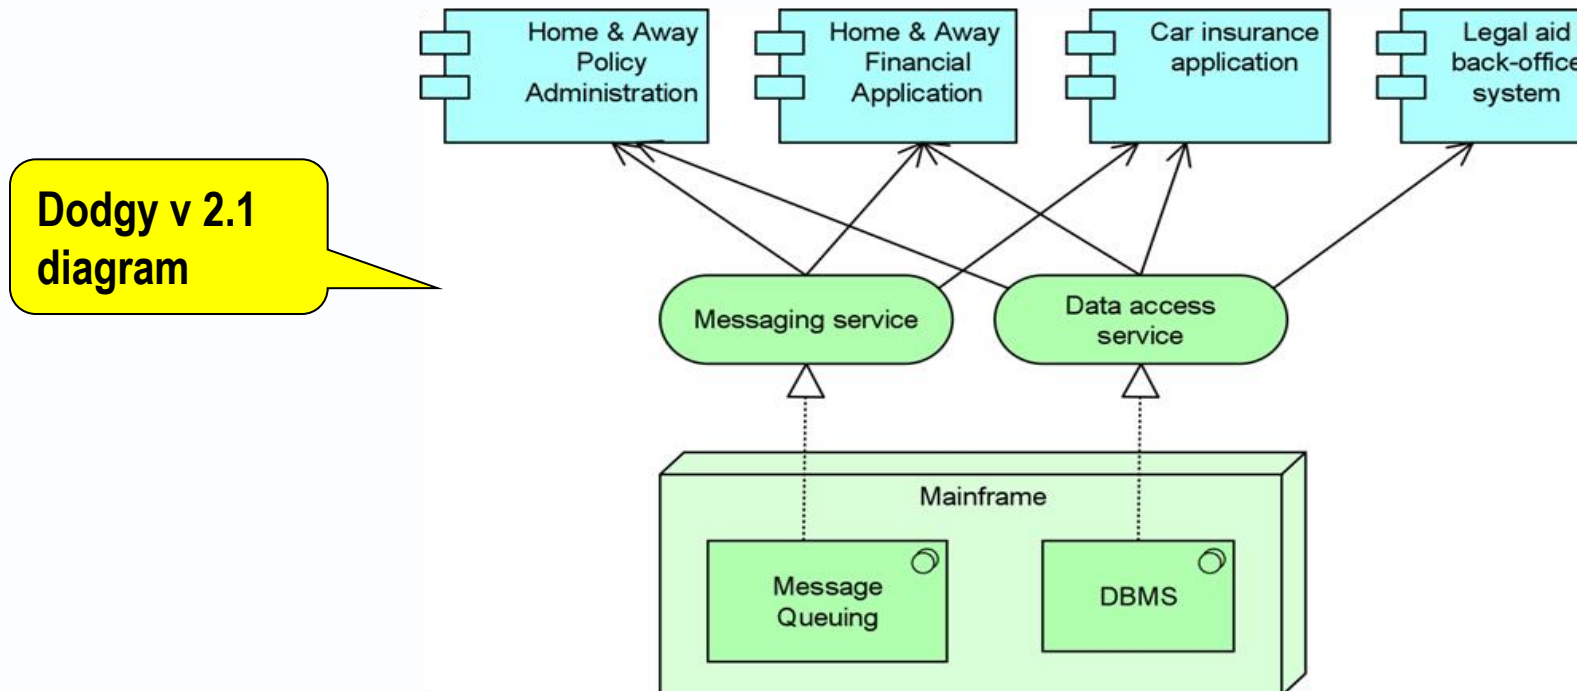 Home & Away
Policy
Administration
Home & Away
Financial
Application
Car insurance
application
Legal aid
back-office
system
Dodgy v 2.1
diagram
Messaging service
Data access
service
Mainframe
Message
Queuing
DBMS